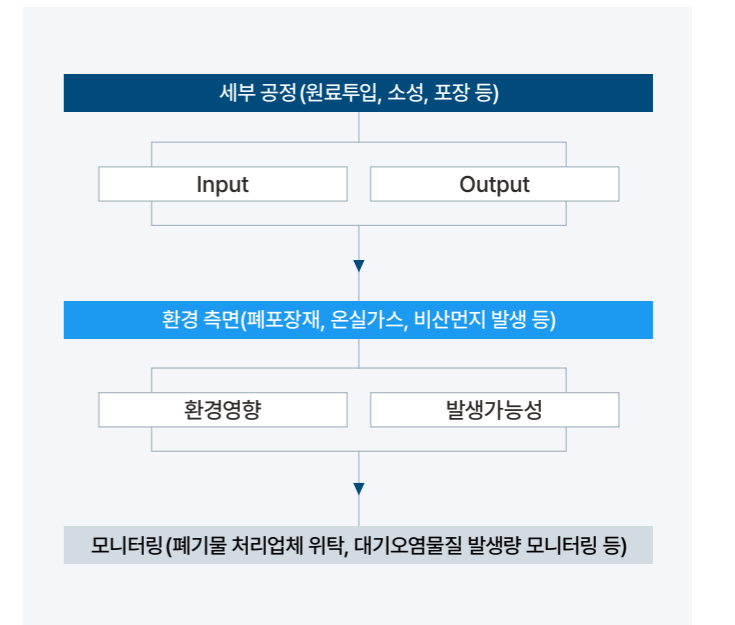 세부 공정(원료투입, 소성, 포장 등)
Input
Output
환경 측면(폐포장재, 온실가스, 비산먼지 발생 등)
환경영향
발생가능성
모니터링(폐기물 처리업체 위탁, 대기오염물질 발생량 모니터링 등)